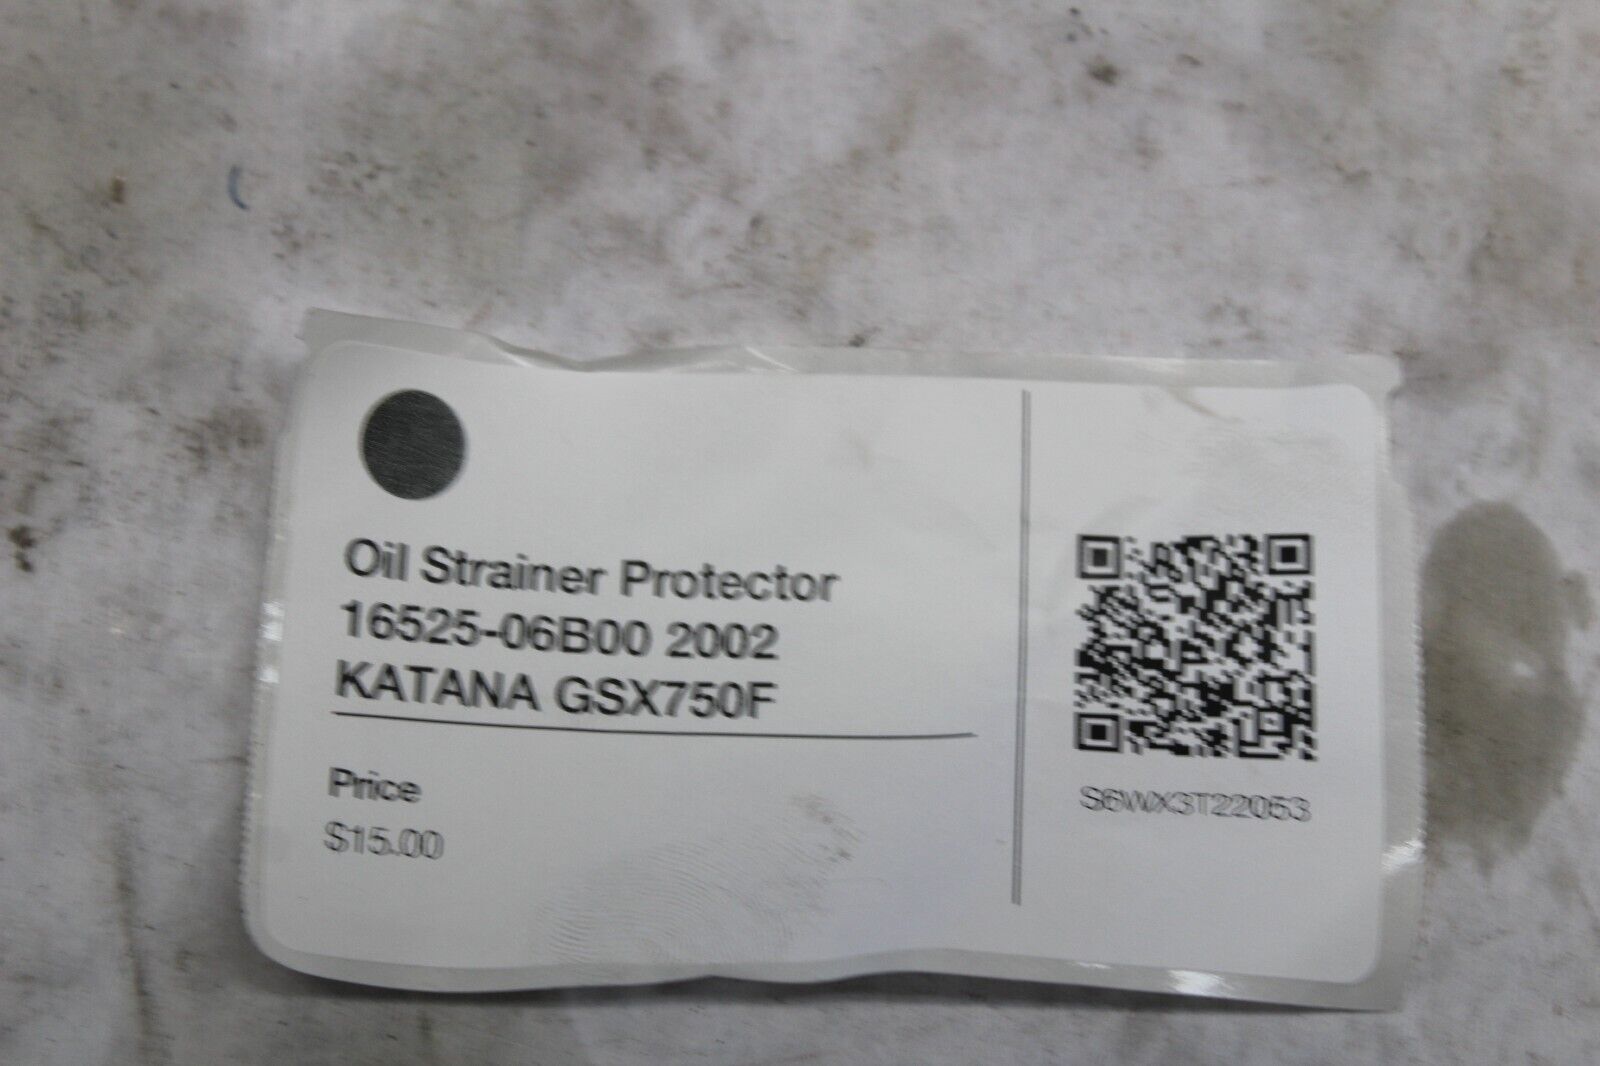 Oil Strainer Protector
16525-06B00 2002
KATANA GSX750F
Price
$15.00
S6WX3T22053